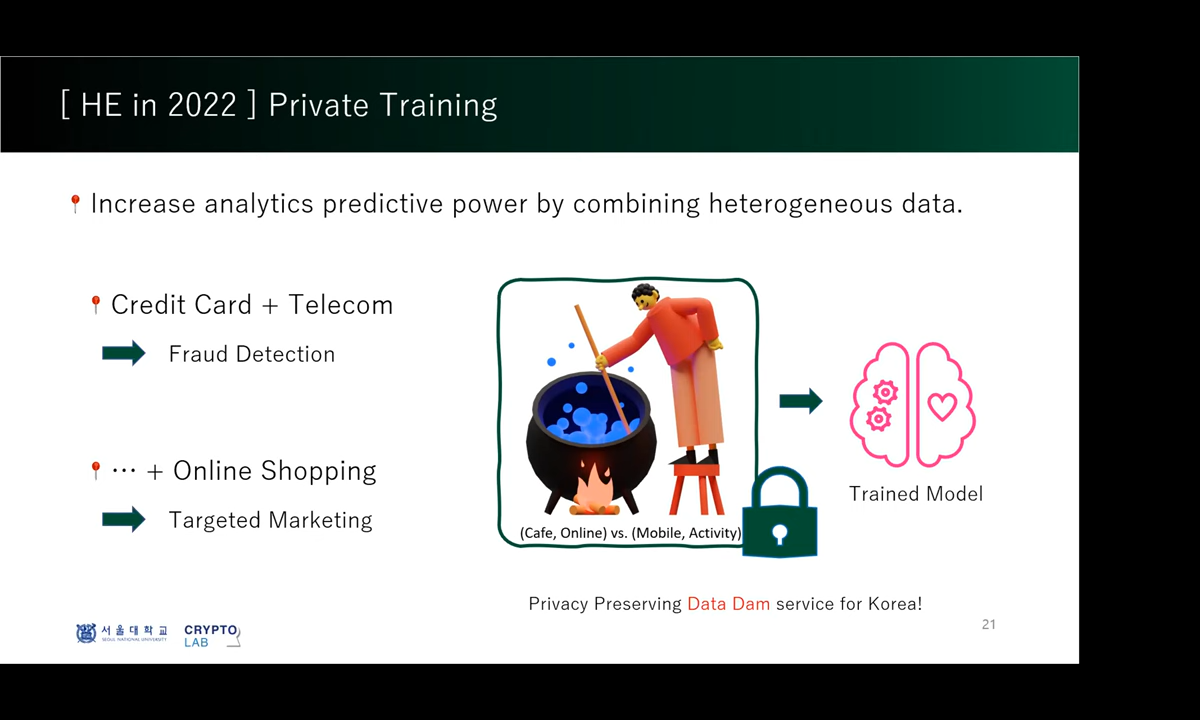 [ HE in 2022 ] Private Training
Increase analytics predictive power by combining heterogeneous data.
Credit Card + Telecom
Fraud Detection
⋯ + Online Shopping
Targeted Marketing
(Cafe, Online) vs. (Mobile, Activity)
Trained Model
Privacy Preserving Data Dam service for Korea!
서울대학교
SEOUL NATIONAL UNIVERSITY
CRYPTO
LAB
21